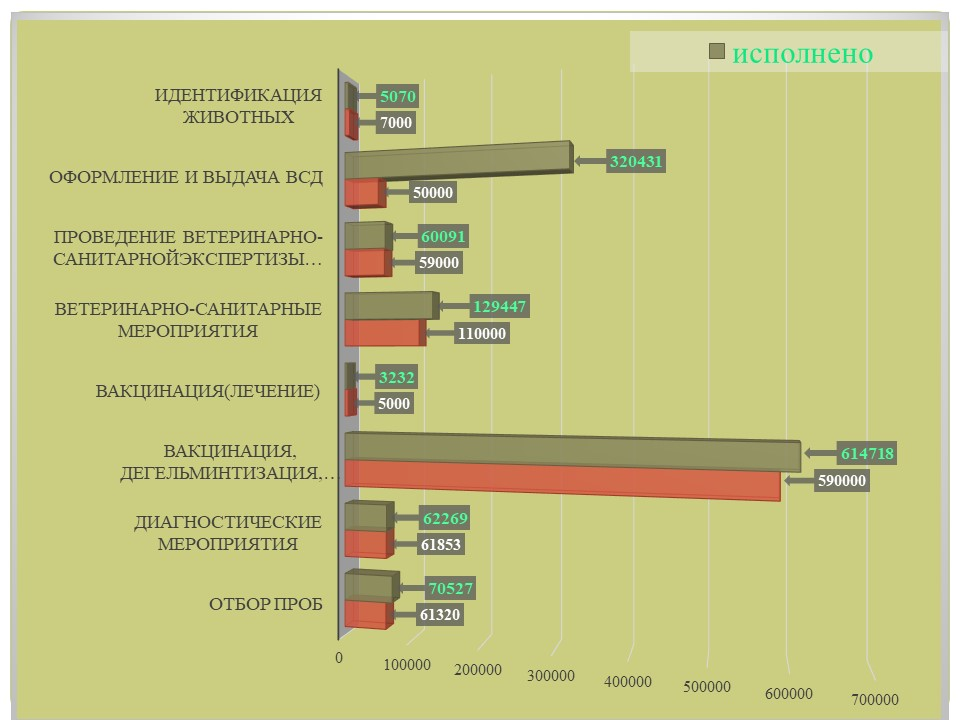 исполнено
ИДЕНТИФИКАЦИЯ
ЖИВОТНЫХ
5070
7000
ОФОРМЛЕНИЕ И ВЫДАЧА ВСД
320431
50000
ПРОВЕДЕНИЕ ВЕТЕРИНАРНО-
САНИТАРНОЙЭКСПЕРТИЗЫ…
60091
59000
ВЕТЕРИНАРНО-САНИТАРНЫЕ
МЕРОПРИЯТИЯ
129447
110000
ВАКЦИНАЦИЯ(ЛЕЧЕНИЕ)
3232
5000
ВАКЦИНАЦИЯ,
ДЕГЕЛЬМИНТИЗАЦИЯ,…
614718
590000
ДИАГНОСТИЧЕСКИЕ
МЕРОПРИЯТИЯ
62269
61853
ОТБОР ПРОБ
70527
61320
0 100000 200000 300000 400000 500000 600000 700000